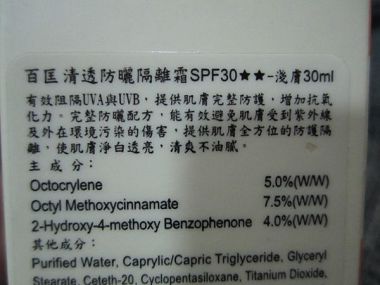 百匡清透防曬隔離霜SPF30★★-淺膚30ml
有效阻隔UVA與UVB，提供肌膚完整防護，增加抗氧
化力。完整防曬配方，能有效避免肌膚受到紫外線
及外在環境污染的傷害，提供肌膚全方位的防護隔
離，使肌膚淨白透亮，清爽不油膩。
主 成 分：
Octocrylene 5.0%(W/W)
Octyl Methoxycinnamate 7.5%(W/W)
2-Hydroxy-4-methoxy Benzophenone 4.0%(W/W)
其他成分：
Purified Water, Caprylic/Capric Triglyceride, Glyceryl
Stearate, Ceteth-20, Cyclopentasiloxane, Titanium Dioxide,